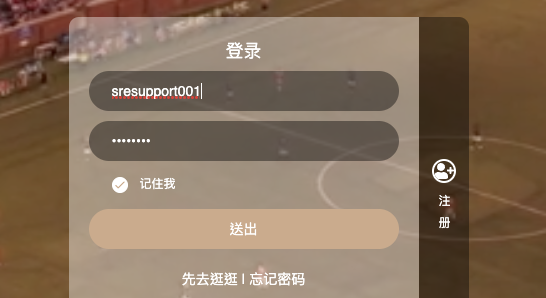 登录
sresupport001
••••••••
记住我
送出
先去逛逛 | 忘记密码
注
册